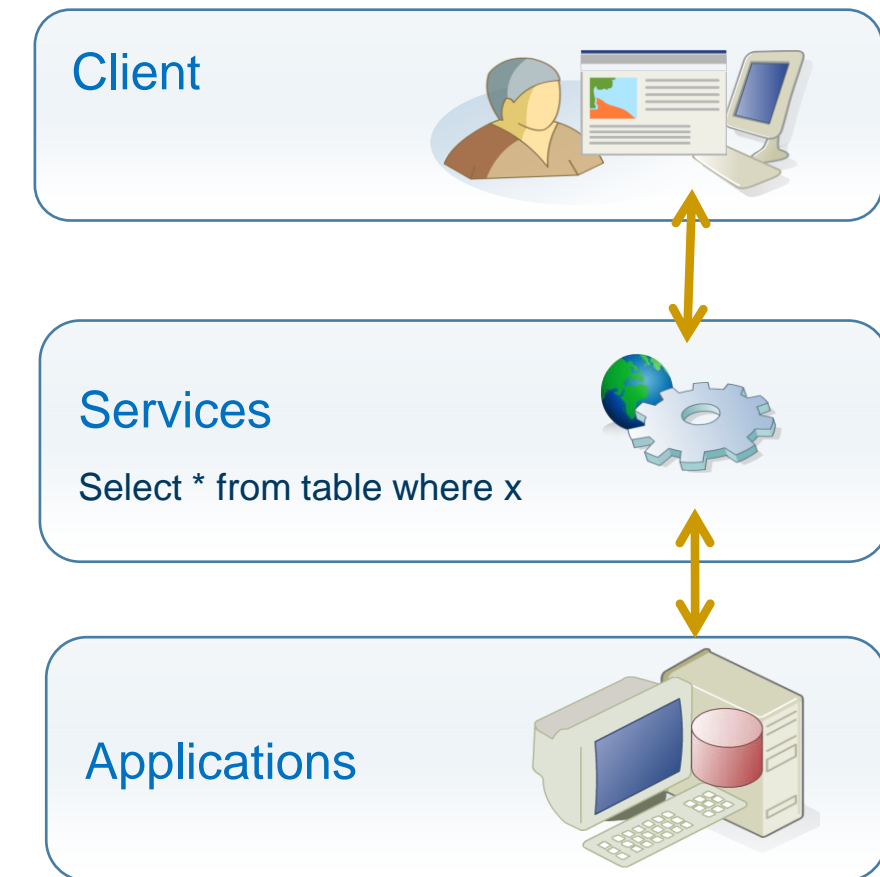 Client
Services
Select * from table where x
Applications